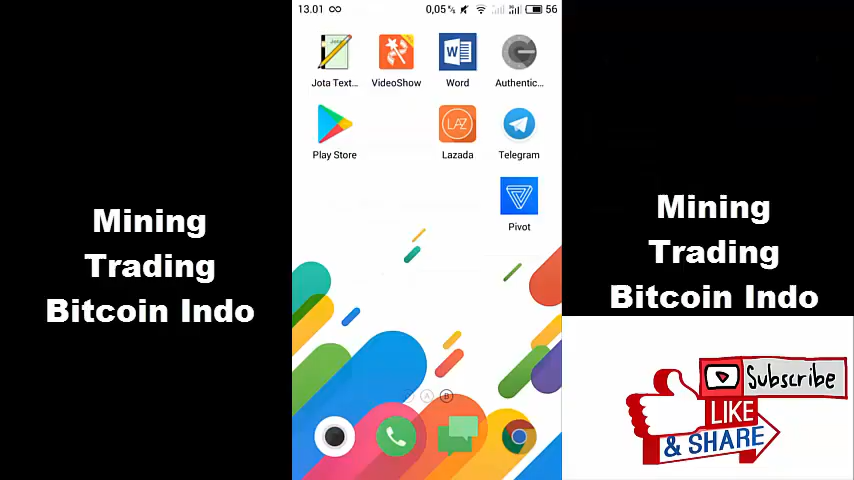 13.01
0,05
56
Jota Text...
VideoShow
Word
Authentic...
Play Store
LAZ
Lazada
Telegram
Pivot
A
B
Mining
Trading
Bitcoin Indo
Mining
Trading
Bitcoin Indo
Subscribe
LIKE
& SHARE